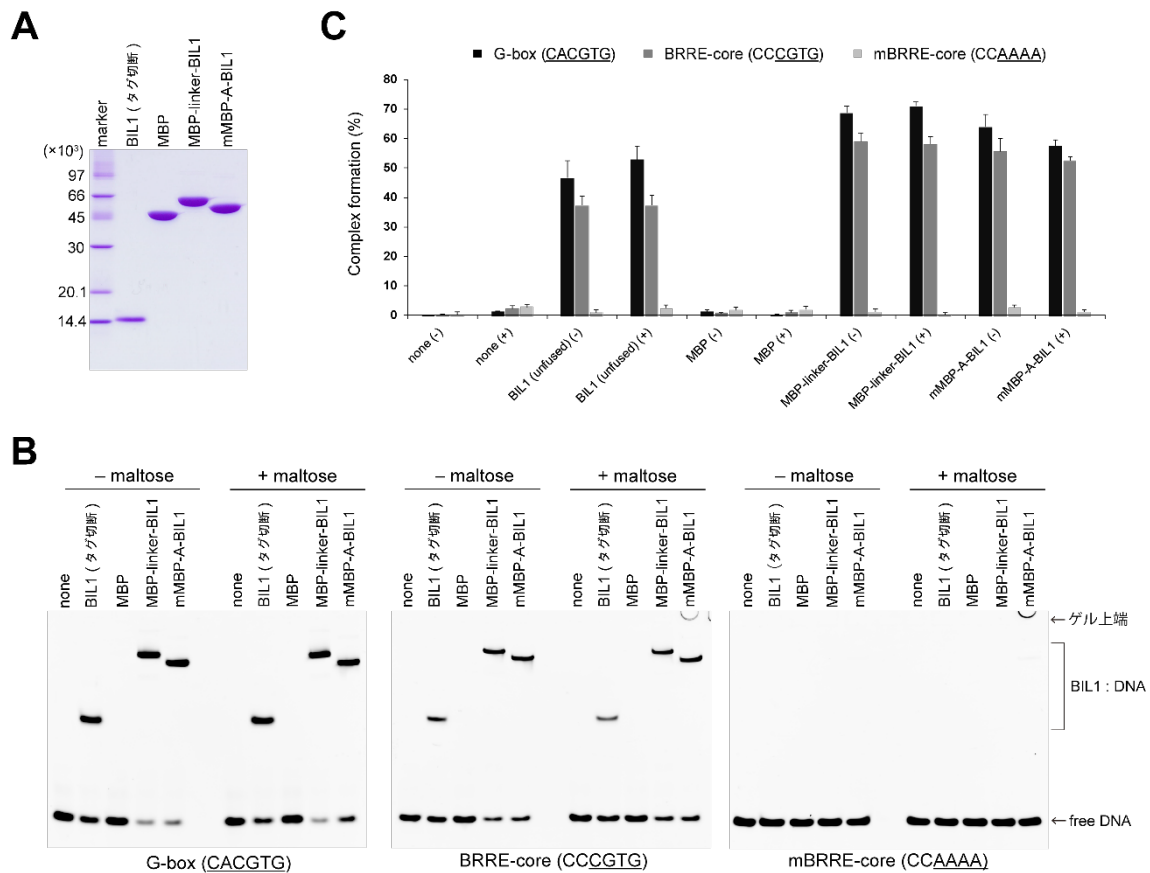 A
marker
BIL1 ( タグ切断 )
MBP
MBP-linker-BIL1
mMBP-A-BIL1
(×10³)
97
66
45
30
20.1
14.4
C
G-box (CACGTG)
BRRE-core (CCCGTG)
mBRRE-core (CCAAAA)
Complex formation (%)
80
70
60
50
40
30
20
10
0
none (-)
none (+)
BIL1 (unfused) (-)
BIL1 (unfused) (+)
MBP (-)
MBP (+)
MBP-linker-BIL1 (-)
MBP-linker-BIL1 (+)
mMBP-A-BIL1 (-)
mMBP-A-BIL1 (+)
B
– maltose
none
BIL1 ( タグ切断 )
MBP
MBP-linker-BIL1
mMBP-A-BIL1
+ maltose
none
BIL1 ( タグ切断 )
MBP
MBP-linker-BIL1
mMBP-A-BIL1
G-box (CACGTG)
– maltose
none
BIL1 ( タグ切断 )
MBP
MBP-linker-BIL1
mMBP-A-BIL1
+ maltose
none
BIL1 ( タグ切断 )
MBP
MBP-linker-BIL1
mMBP-A-BIL1
BRRE-core (CCCGTG)
– maltose
none
BIL1 ( タグ切断 )
MBP
MBP-linker-BIL1
mMBP-A-BIL1
+ maltose
none
BIL1 ( タグ切断 )
MBP
MBP-linker-BIL1
mMBP-A-BIL1
mBRRE-core (CCAAAA)
←ゲル上端
BIL1 : DNA
←free DNA